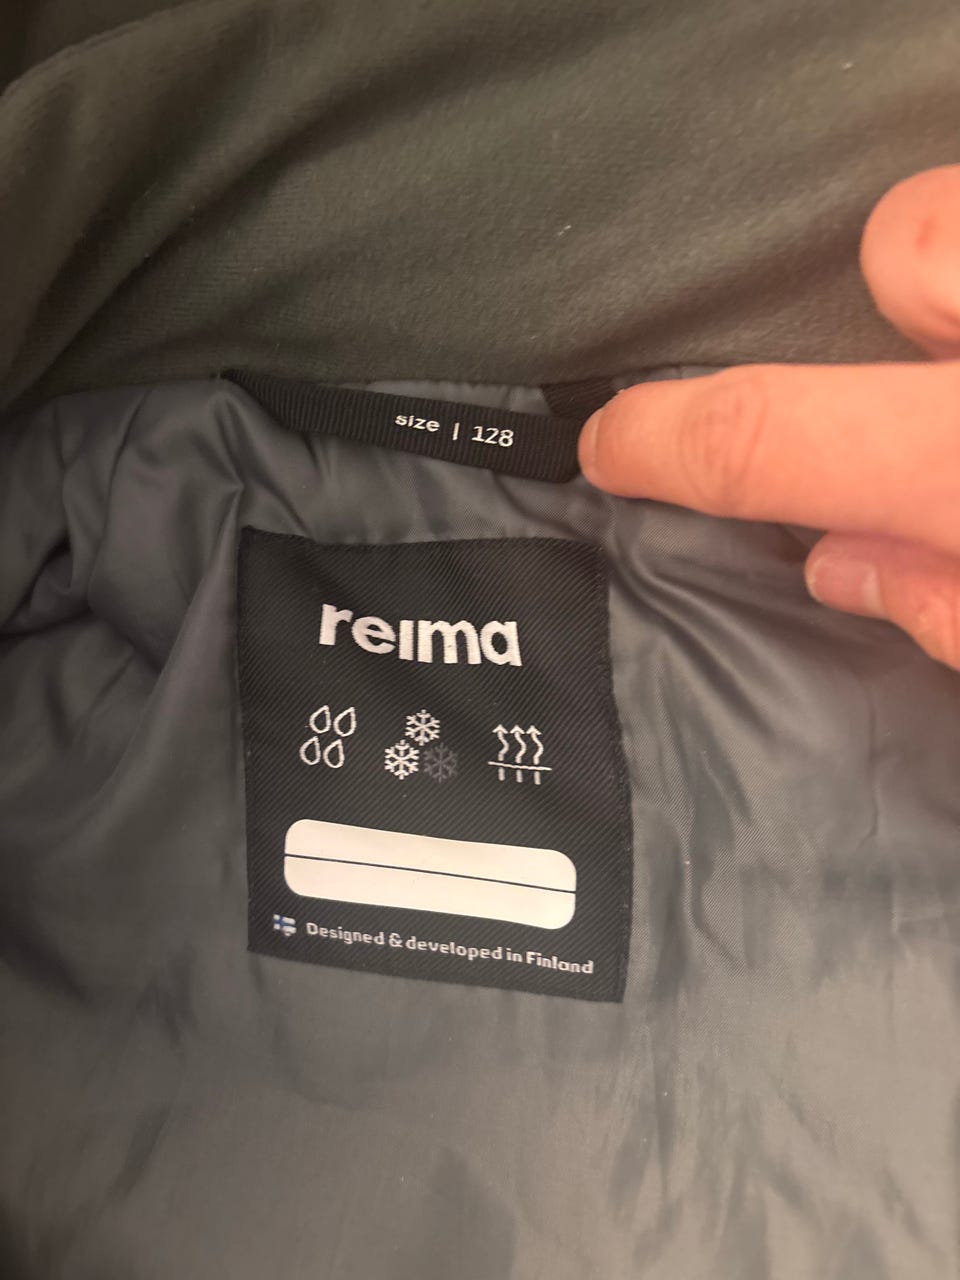 size | 128
reima
Designed & developed in Finland